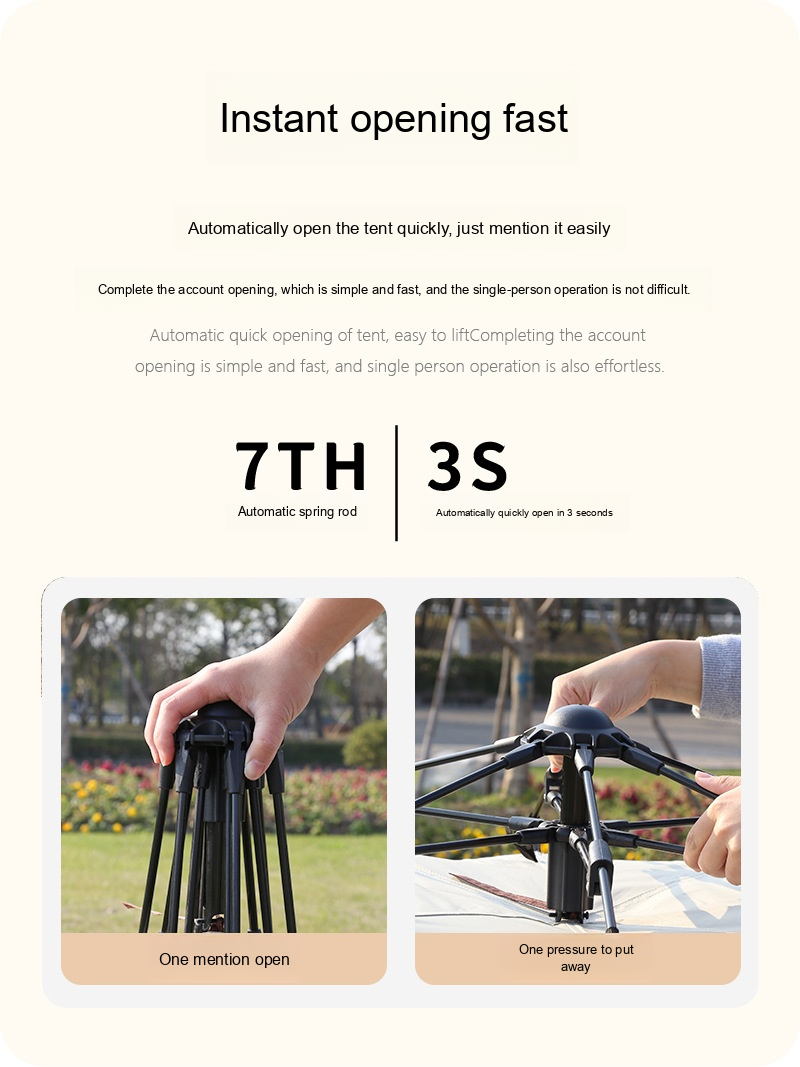 Instant opening fast
Automatically open the tent quickly, just mention it easily
Complete the account opening, which is simple and fast, and the single-person operation is not difficult.
Automatic quick opening of tent, easy to liftCompleting the account
opening is simple and fast, and single person operation is also effortless.
7TH
Automatic spring rod
3S
Automatically quickly open in 3 seconds
One mention open
One pressure to put
away